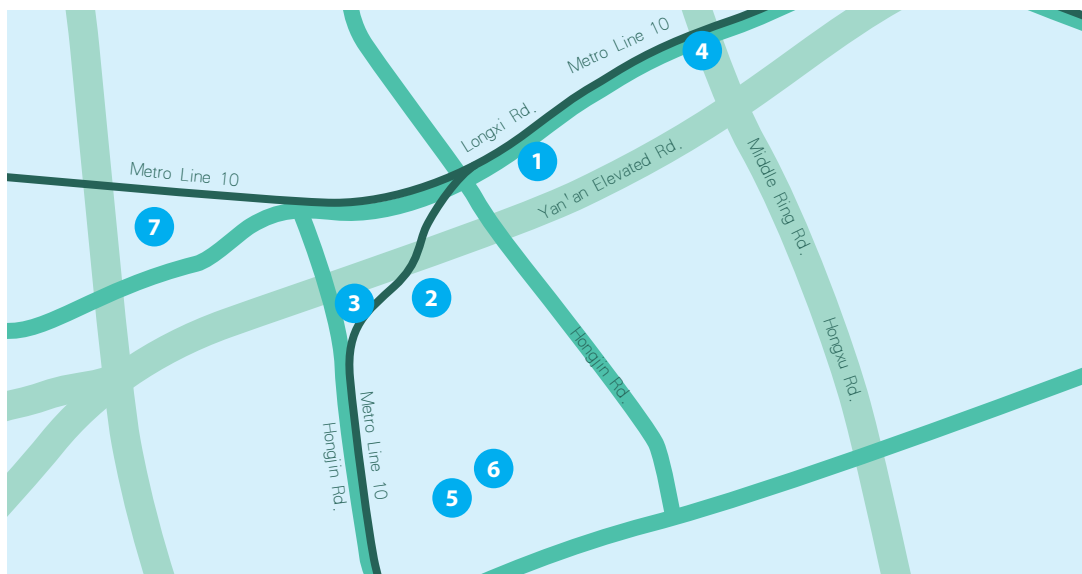 Metro Line 10
4
Longxi Rd.
1
Metro Line 10
Yan'an Elevated Rd.
Middle Ring Rd.
7
2
3
Hongjin Rd.
Hongxu Rd.
Metro Line 10
Hongjin Rd.
6
5